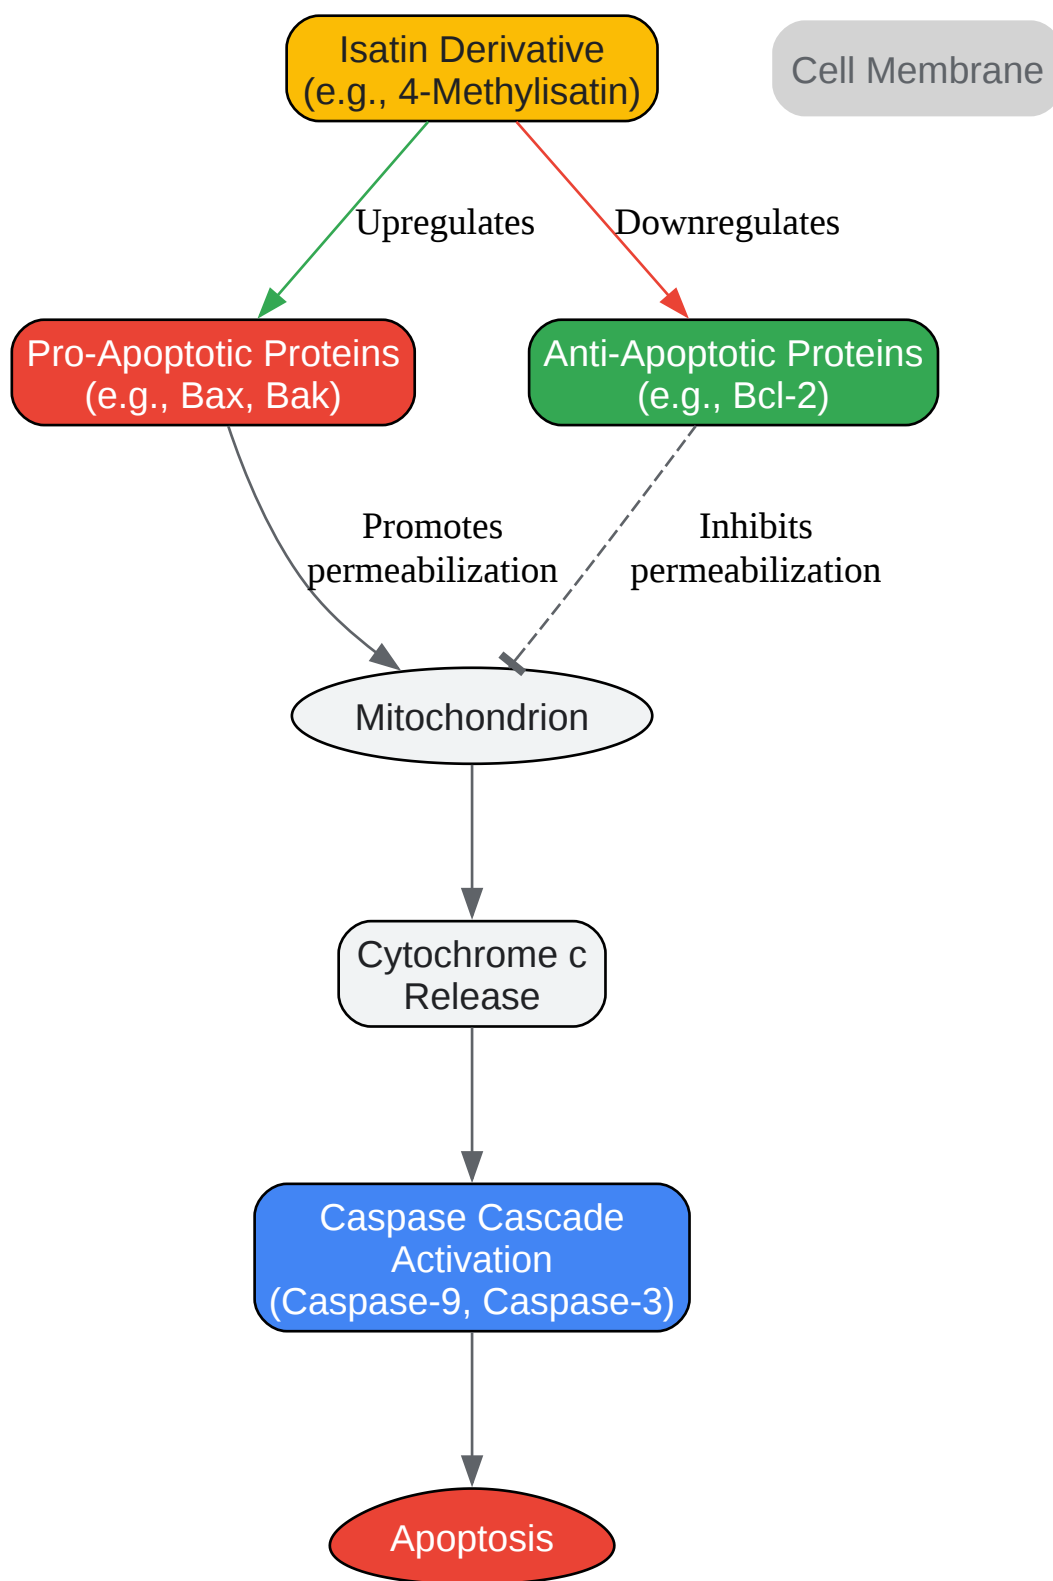 Isatin Derivative
(e.g., 4-Methylisatin)
Cell Membrane
Upregulates
Downregulates
Pro-Apoptotic Proteins
(e.g., Bax, Bak)
Anti-Apoptotic Proteins
(e.g., Bcl-2)
Promotes
permeabilization
Inhibits
permeabilization
Mitochondrion
Cytochrome c
Release
Caspase Cascade
Activation
(Caspase-9, Caspase-3)
Apoptosis